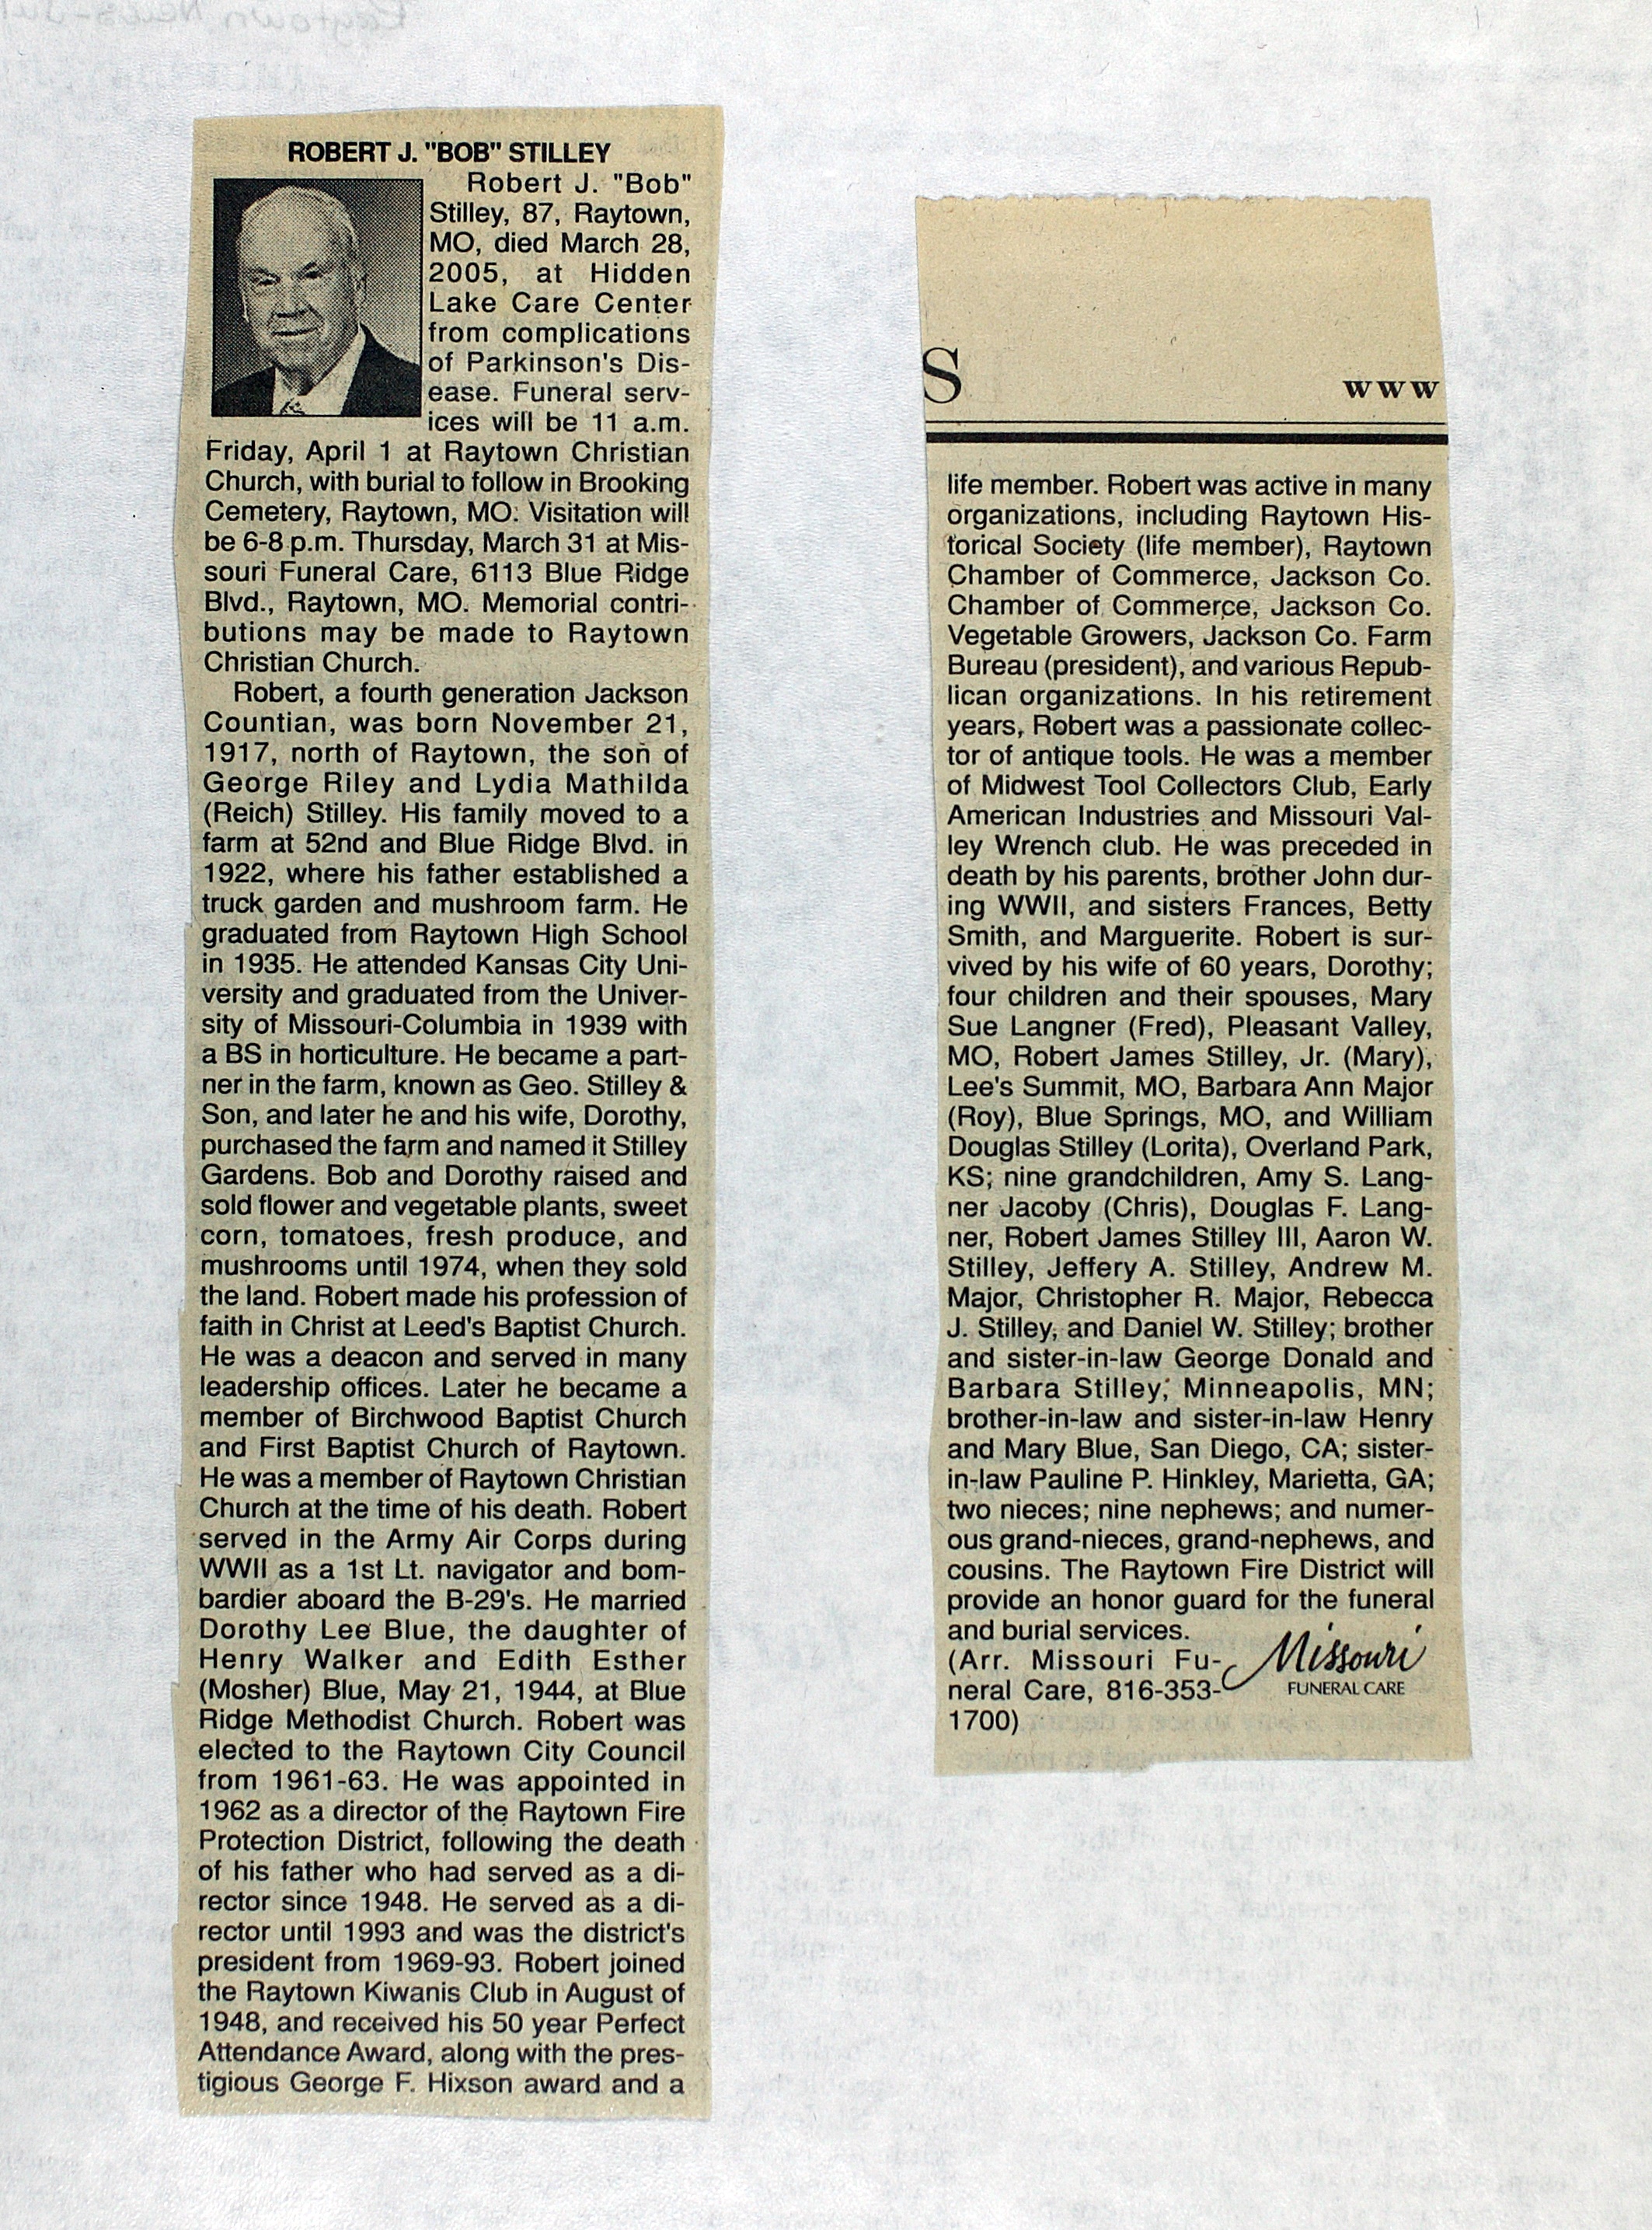 ROBERT J. "BOB" STILLEY
Robert J. "Bob"
Stilley, 87, Raytown,
MO, died March 28,
2005, at Hidden
Lake Care Center
from complications
of Parkinson's Dis-
ease. Funeral serv-
ices will be 11 a.m.
Friday, April 1 at Raytown Christian
Church, with burial to follow in Brooking
Cemetery, Raytown, MO. Visitation will
be 6-8 p.m. Thursday, March 31 at Mis-
souri Funeral Care, 6113 Blue Ridge
Blvd., Raytown, MO. Memorial contri-
butions may be made to Raytown
Christian Church.
Robert, a fourth generation Jackson
Countian, was born November 21,
1917, north of Raytown, the son of
George Riley and Lydia Mathilda
(Reich) Stilley. His family moved to a
farm at 52nd and Blue Ridge Blvd. in
1922, where his father established a
truck garden and mushroom farm. He
graduated from Raytown High School
in 1935. He attended Kansas City Uni-
versity and graduated from the Univer-
sity of Missouri-Columbia in 1939 with
a BS in horticulture. He became a part-
ner in the farm, known as Geo. Stilley &
Son, and later he and his wife, Dorothy,
purchased the farm and named it Stilley
Gardens. Bob and Dorothy raised and
sold flower and vegetable plants, sweet
corn, tomatoes, fresh produce, and
mushrooms until 1974, when they sold
the land. Robert made his profession of
faith in Christ at Leed's Baptist Church.
He was a deacon and served in many
leadership offices. Later he became a
member of Birchwood Baptist Church
and First Baptist Church of Raytown.
He was a member of Raytown Christian
Church at the time of his death. Robert
served in the Army Air Corps during
WWII as a 1st Lt. navigator and bom-
bardier aboard the B-29's. He married
Dorothy Lee Blue, the daughter of
Henry Walker and Edith Esther
(Mosher) Blue, May 21, 1944, at Blue
Ridge Methodist Church. Robert was
elected to the Raytown City Council
from 1961-63. He was appointed in
1962 as a director of the Raytown Fire
Protection District, following the death
of his father who had served as a di-
rector since 1948. He served as a di-
rector until 1993 and was the district's
president from 1969-93. Robert joined
the Raytown Kiwanis Club in August of
1948, and received his 50 year Perfect
Attendance Award, along with the pres-
tigious George F. Hixson award and a
S www
life member. Robert was active in many
organizations, including Raytown His-
torical Society (life member), Raytown
Chamber of Commerce, Jackson Co.
Chamber of Commerce, Jackson Co.
Vegetable Growers, Jackson Co. Farm
Bureau (president), and various Repub-
lican organizations. In his retirement
years, Robert was a passionate collec-
tor of antique tools. He was a member
of Midwest Tool Collectors Club, Early
American Industries and Missouri Val-
ley Wrench club. He was preceded in
death by his parents, brother John dur-
ing WWII, and sisters Frances, Betty
Smith, and Marguerite. Robert is sur-
vived by his wife of 60 years, Dorothy;
four children and their spouses, Mary
Sue Langner (Fred), Pleasant Valley,
MO, Robert James Stilley, Jr. (Mary),
Lee's Summit, MO, Barbara Ann Major
(Roy), Blue Springs, MO, and William
Douglas Stilley (Lorita), Overland Park,
KS; nine grandchildren, Amy S. Lang-
ner Jacoby (Chris), Douglas F. Lang-
ner, Robert James Stilley III, Aaron W.
Stilley, Jeffery A. Stilley, Andrew M.
Major, Christopher R. Major, Rebecca
J. Stilley, and Daniel W. Stilley; brother
and sister-in-law George Donald and
Barbara Stilley, Minneapolis, MN;
brother-in-law and sister-in-law Henry
and Mary Blue, San Diego, CA; sister-
in-law Pauline P. Hinkley, Marietta, GA;
two nieces; nine nephews; and numer-
ous grand-nieces, grand-nephews, and
cousins. The Raytown Fire District will
provide an honor guard for the funeral
and burial services.
(Arr. Missouri Fu-
neral Care, 816-353-
1700)
Missouri
FUNERAL CARE